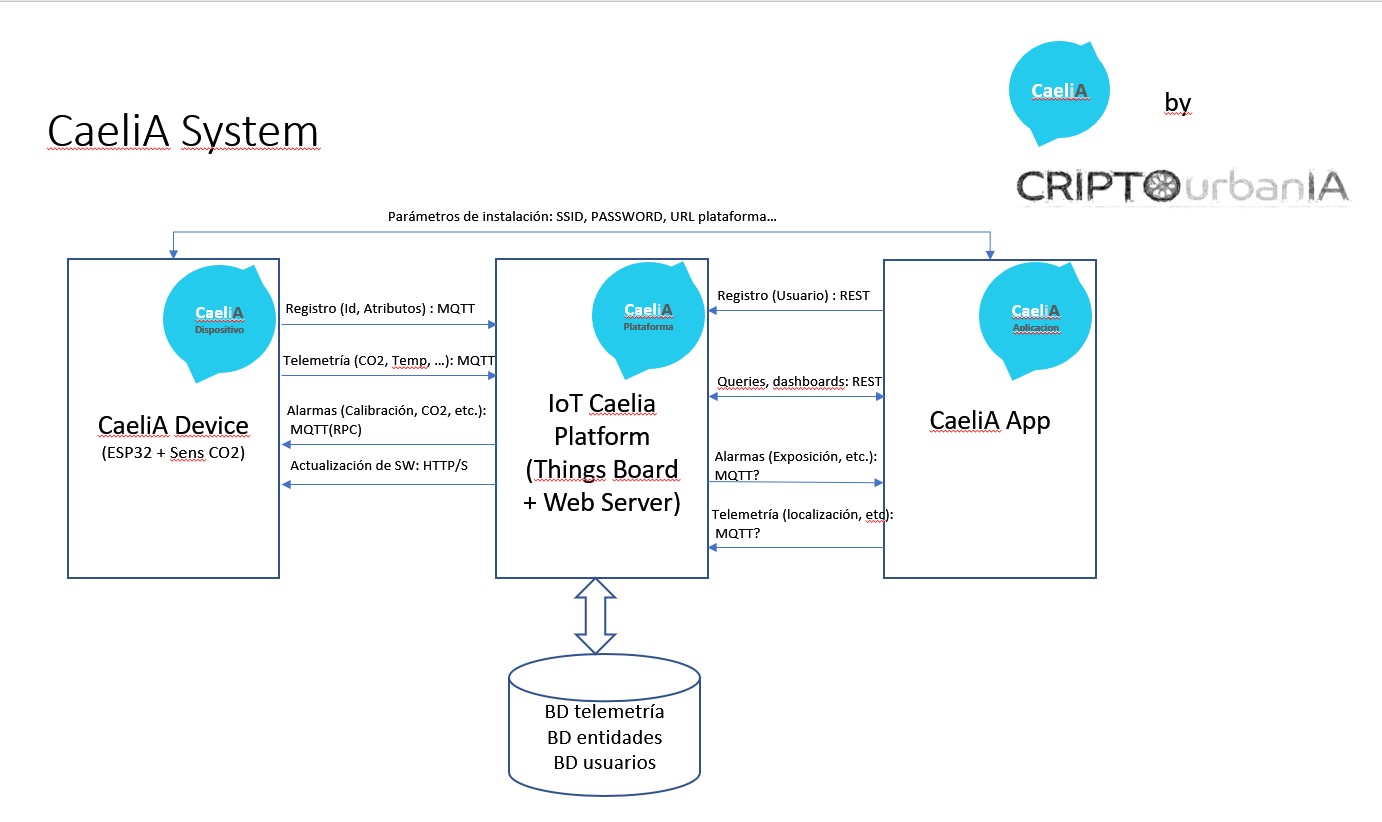 CaeliA
by
CaeliA System
CRIPTOurbanIA
Parámetros de instalación: SSID, PASSWORD, URL plataforma…
CaeliA
Dispositivo
CaeliA Device
(ESP32 + Sens CO2)
Registro (Id, Atributos) : MQTT
Telemetría (CO2, Temp, …): MQTT
Alarmas (Calibración, CO2, etc.):
MQTT(RPC)
Actualización de SW: HTTP/S
CaeliA
Plataforma
IoT Caelia
Platform
(Things Board
+ Web Server)
Registro (Usuario) : REST
Queries, dashboards: REST
Alarmas (Exposición, etc.):
MQTT?
Telemetría (localización, etc):
MQTT?
CaeliA
Aplicacion
CaeliA App
BD telemetría
BD entidades
BD usuarios